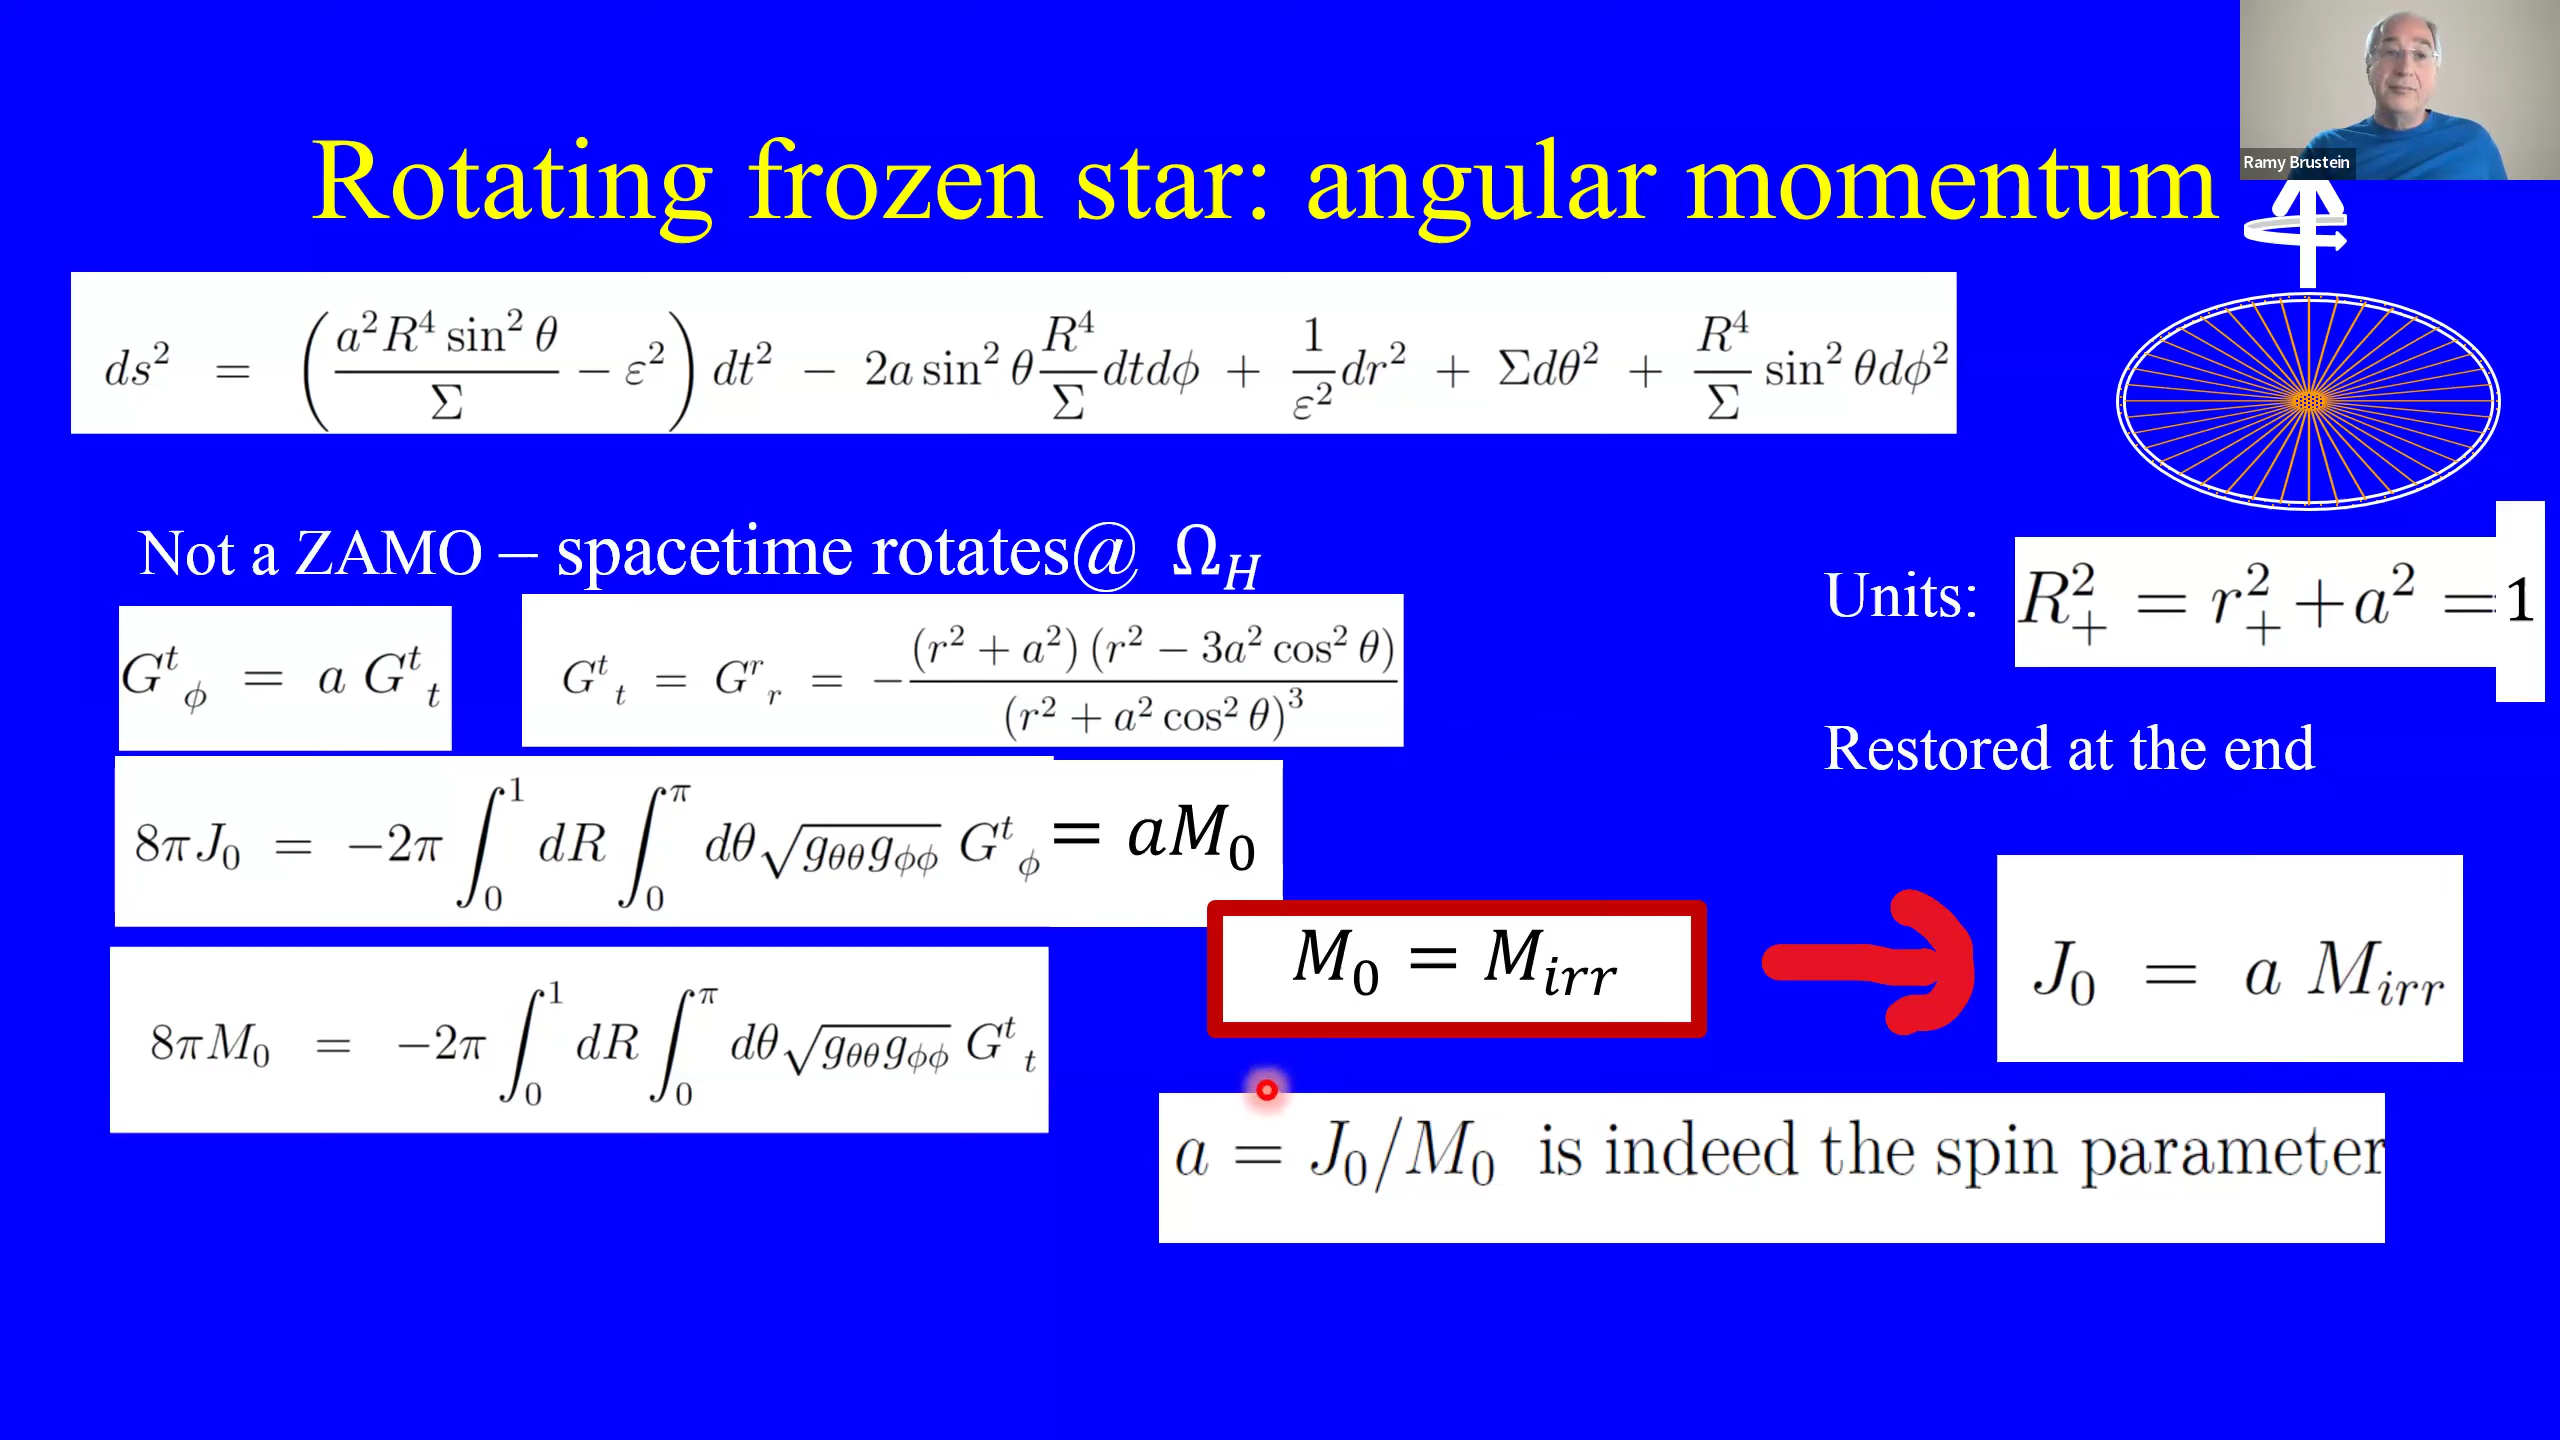 Ramy Brustein
Rotating frozen star: angular momentum
ds² = (a²R⁴ sin² θ / Σ − ε²) dt² − 2a sin² θ R⁴/Σ dtdϕ + 1/ε² dr² + Σdθ² + R⁴/Σ sin² θdϕ²
Not a ZAMO – spacetime rotates@ Ω_H
Units: R₊² = r₊² + a² = 1
G^t_ϕ = a G^t_t
G^t_t = G^r_r = − (r² + a²) (r² − 3a² cos² θ) / (r² + a² cos² θ)³
Restored at the end
8πJ₀ = −2π ∫₀¹ dR ∫₀^π dθ √(g_θθ g_ϕϕ) G^t_ϕ = aM₀
M₀ = M_irr
J₀ = a M_irr
8πM₀ = −2π ∫₀¹ dR ∫₀^π dθ √(g_θθ g_ϕϕ) G^t_t
a = J₀/M₀ is indeed the spin parameter